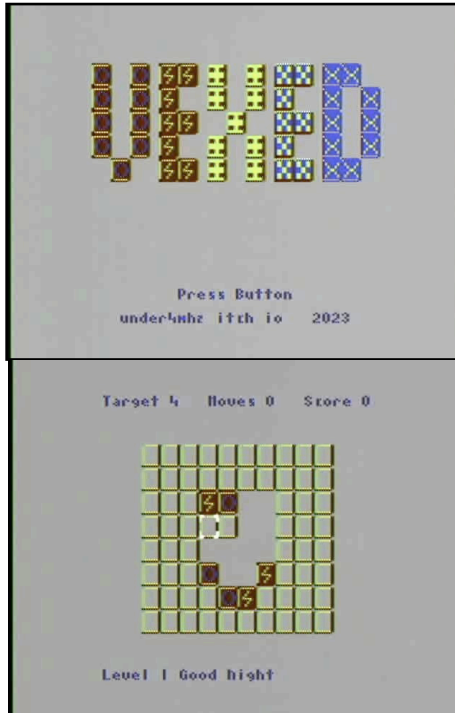 VEXED
Press Button
under4mhz itch io 2023
Target 4 Moves 0 Score 0
Level 1 Good night